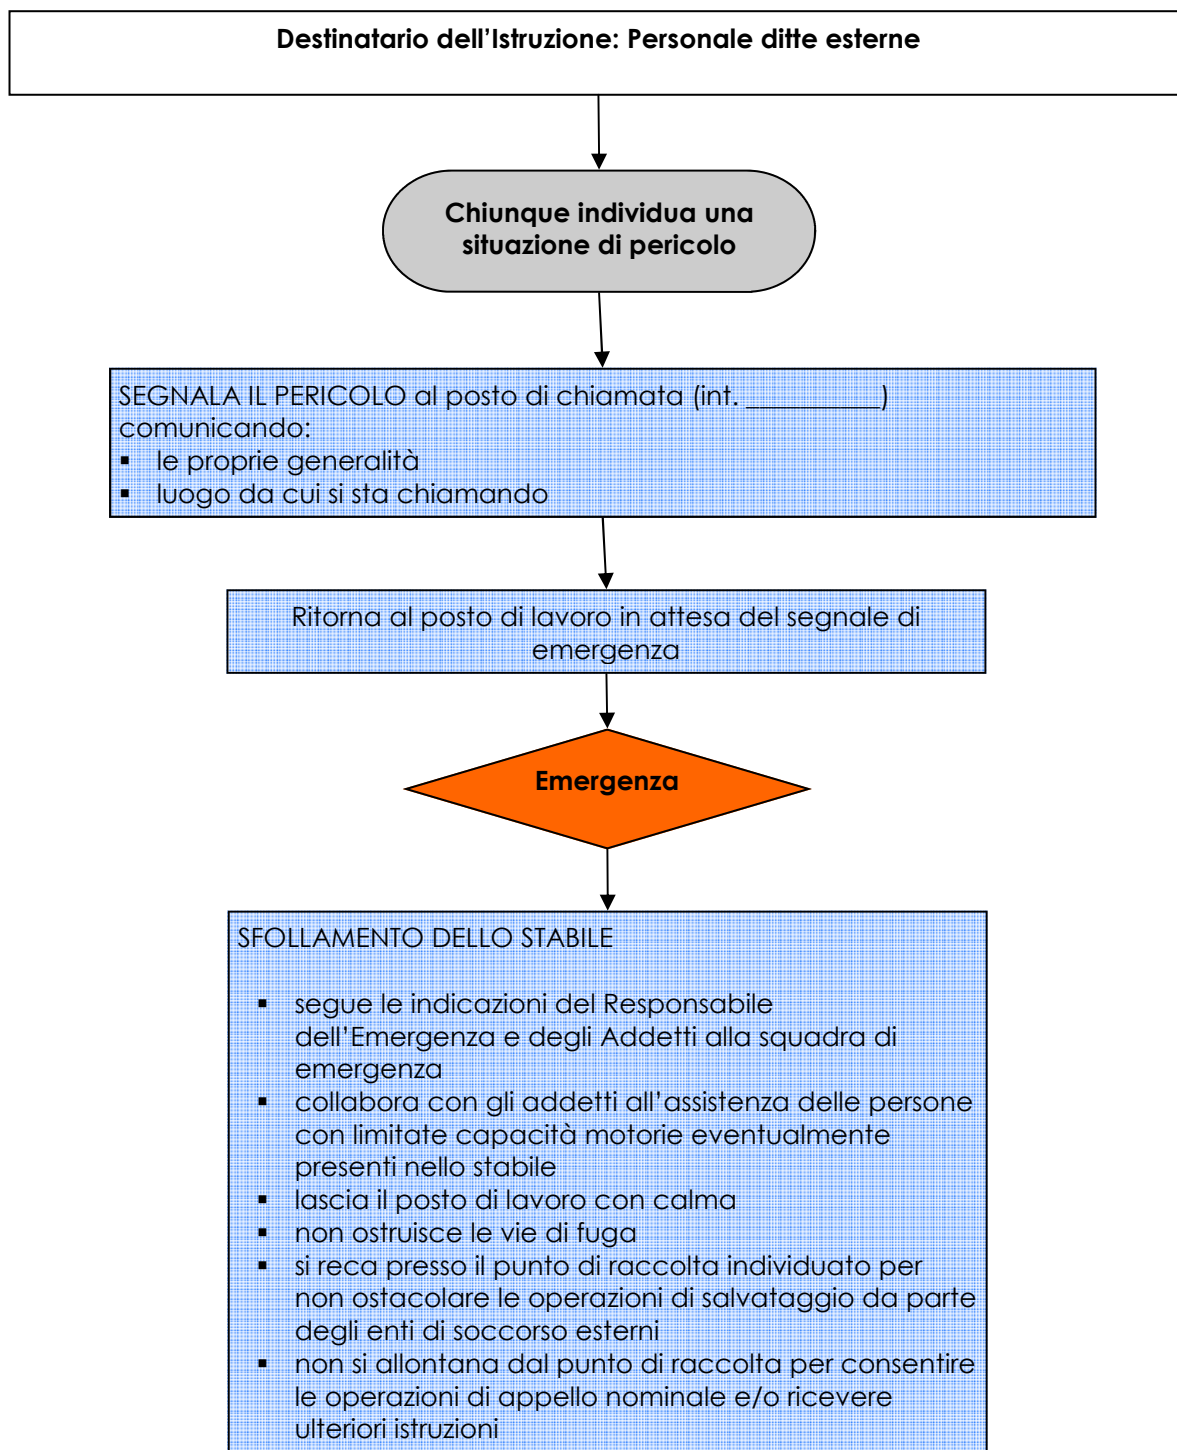 Destinatario dell’Istruzione: Personale ditte esterne
Chiunque individua una
situazione di pericolo
SEGNALA IL PERICOLO al posto di chiamata (int. __________)
comunicando:
▪ le proprie generalità
▪ luogo da cui si sta chiamando
Ritorna al posto di lavoro in attesa del segnale di
emergenza
Emergenza
SFOLLAMENTO DELLO STABILE
▪ segue le indicazioni del Responsabile
dell’Emergenza e degli Addetti alla squadra di
emergenza
▪ collabora con gli addetti all’assistenza delle persone
con limitate capacità motorie eventualmente
presenti nello stabile
▪ lascia il posto di lavoro con calma
▪ non ostruisce le vie di fuga
▪ si reca presso il punto di raccolta individuato per
non ostacolare le operazioni di salvataggio da parte
degli enti di soccorso esterni
▪ non si allontana dal punto di raccolta per consentire
le operazioni di appello nominale e/o ricevere
ulteriori istruzioni